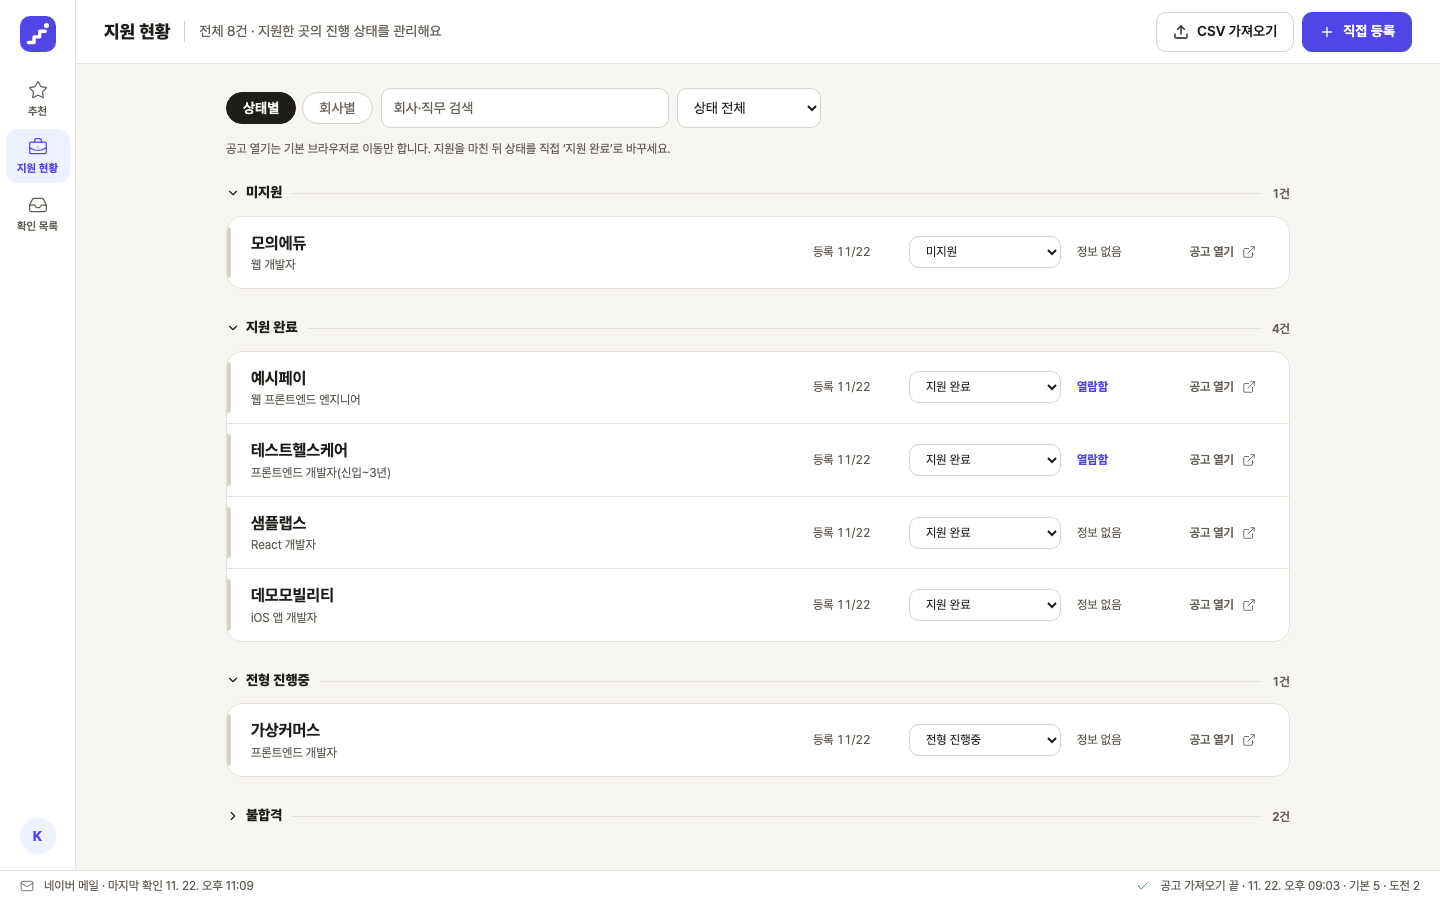 지원 현황
전체 8건 · 지원한 곳의 진행 상태를 관리해요
CSV 가져오기
직접 등록
추천
지원 현황
확인 목록
K
상태별
회사별
회사·직무 검색
상태 전체
공고 열기는 기본 브라우저로 이동만 합니다. 지원을 마친 뒤 상태를 직접 ‘지원 완료’로 바꾸세요.
미지원
1건
모의에듀
웹 개발자
등록 11/22
미지원
정보 없음
공고 열기
지원 완료
4건
예시페이
웹 프론트엔드 엔지니어
등록 11/22
지원 완료
열람함
공고 열기
테스트헬스케어
프론트엔드 개발자(신입~3년)
등록 11/22
지원 완료
열람함
공고 열기
샘플랩스
React 개발자
등록 11/22
지원 완료
정보 없음
공고 열기
데모모빌리티
iOS 앱 개발자
등록 11/22
지원 완료
정보 없음
공고 열기
전형 진행중
1건
가상커머스
프론트엔드 개발자
등록 11/22
전형 진행중
정보 없음
공고 열기
불합격
2건
네이버 메일 · 마지막 확인 11. 22. 오후 11:09
공고 가져오기 끝 · 11. 22. 오후 09:03 · 기본 5 · 도전 2